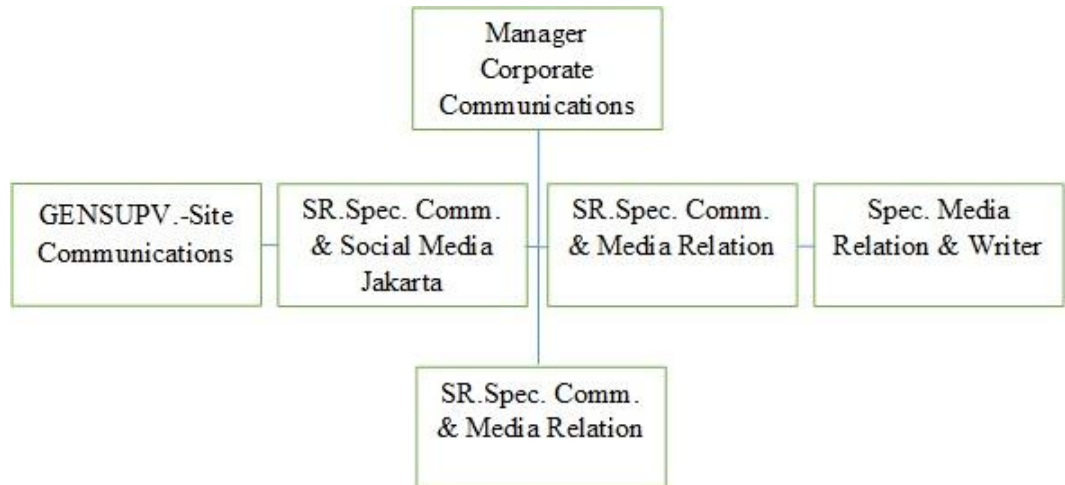 Manager
Corporate
Communications
GENSUPV.-Site
Communications
SR.Spec. Comm.
& Social Media
Jakarta
SR.Spec. Comm.
& Media Relation
Spec. Media
Relation & Writer
SR.Spec. Comm.
& Media Relation